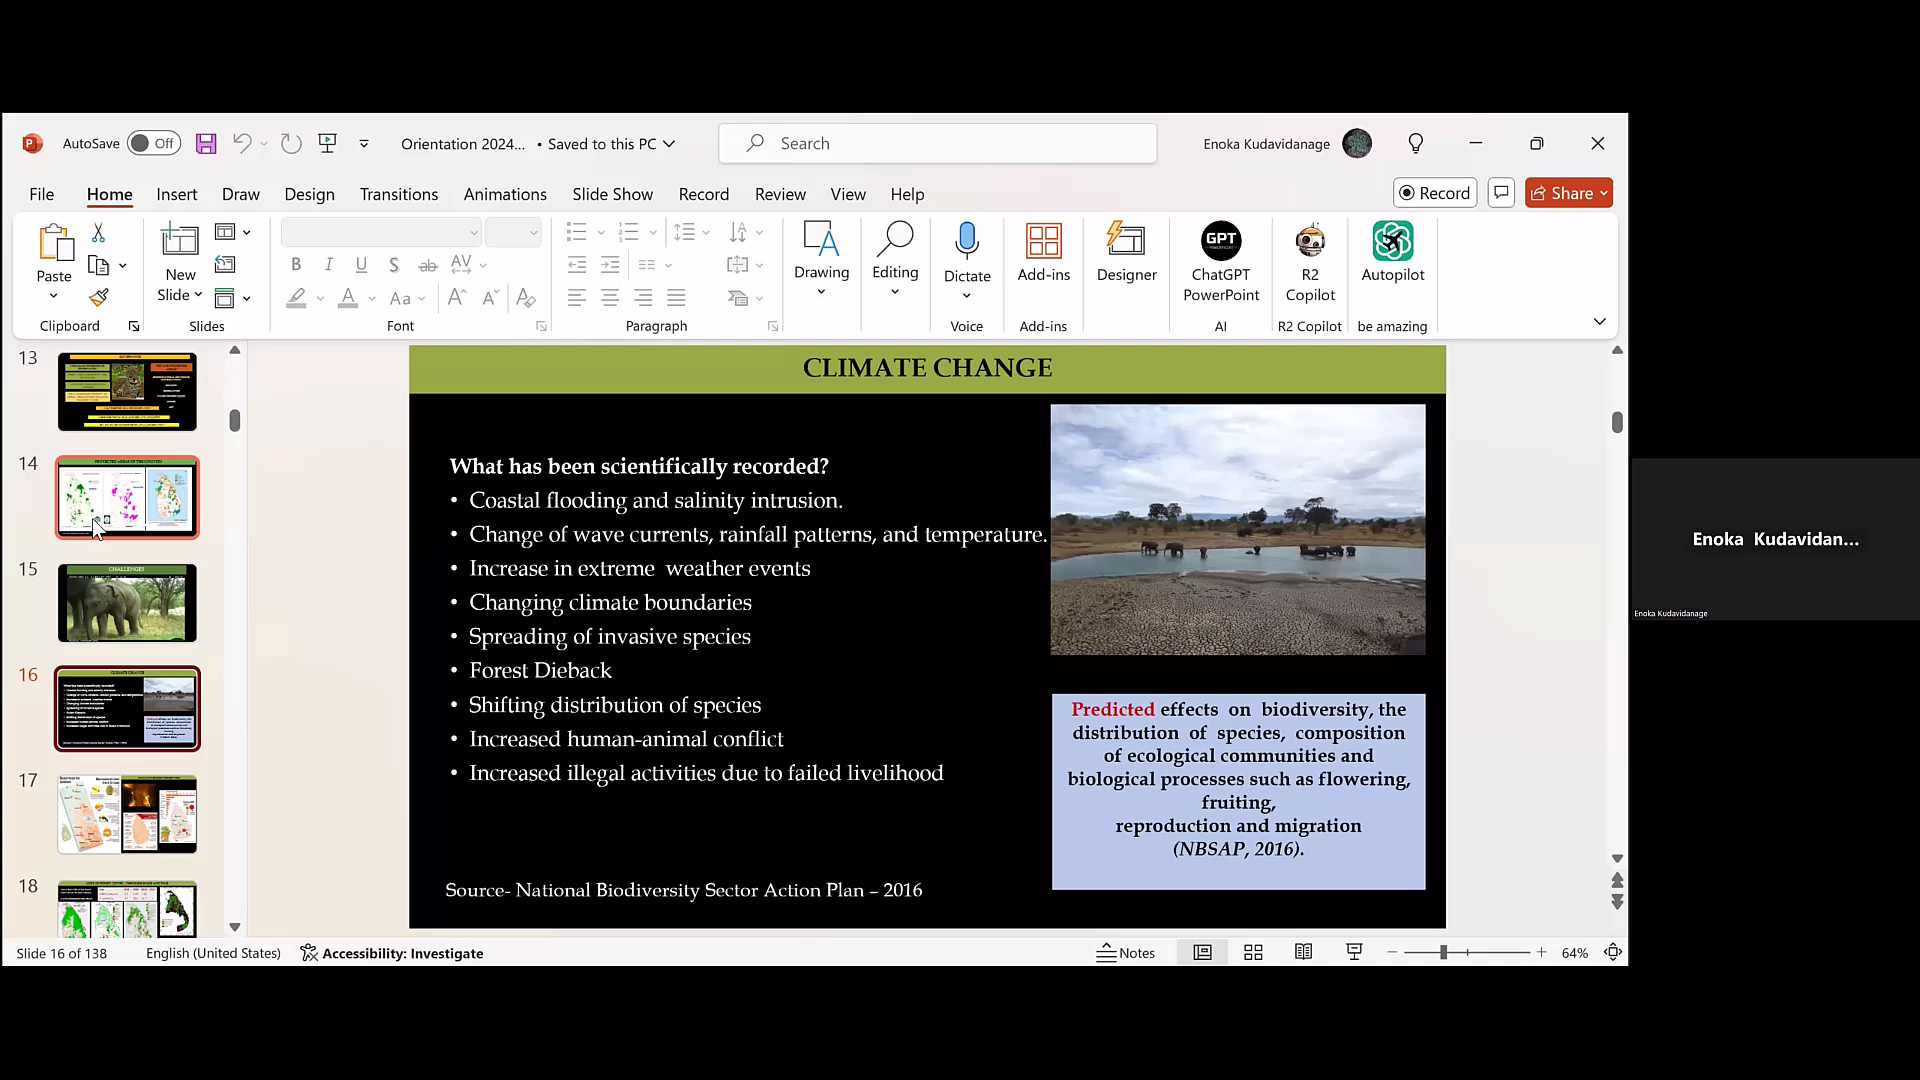 AutoSave Off Orientation 2024... • Saved to this PC Search Enoka Kudavidanage
File Home Insert Draw Design Transitions Animations Slide Show Record Review View Help Record Share
Paste New Slide B I U S ab AV Aa A A Drawing Editing Dictate Add-ins Designer GPT ChatGPT PowerPoint R2 Copilot Autopilot
Clipboard Slides Font Paragraph Voice Add-ins AI R2 Copilot be amazing
13
14
15
CHALLENGES
16
CLIMATE CHANGE
17
18
CLIMATE CHANGE
What has been scientifically recorded?
• Coastal flooding and salinity intrusion.
• Change of wave currents, rainfall patterns, and temperature.
• Increase in extreme weather events
• Changing climate boundaries
• Spreading of invasive species
• Forest Dieback
• Shifting distribution of species
• Increased human-animal conflict
• Increased illegal activities due to failed livelihood
Source- National Biodiversity Sector Action Plan – 2016
Predicted effects on biodiversity, the
distribution of species, composition
of ecological communities and
biological processes such as flowering,
fruiting,
reproduction and migration
(NBSAP, 2016).
Enoka Kudavidan...
Enoka Kudavidanage
Slide 16 of 138 English (United States) Accessibility: Investigate Notes 64%